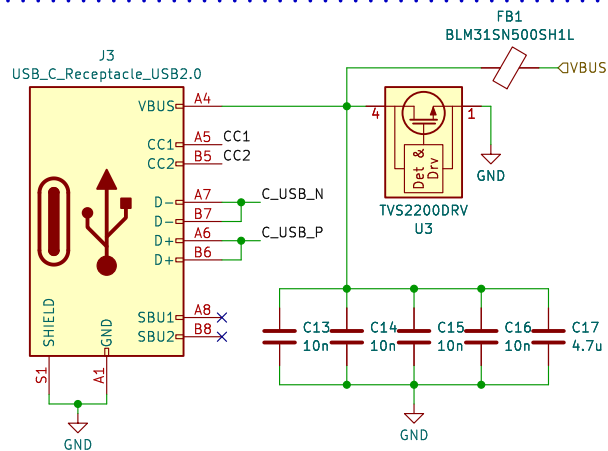 FB1
BLM31SN500SH1L
VBUS
J3
USB_C_Receptacle_USB2.0
VBUS A4
4
1
CC1 A5 CC1
CC2 B5 CC2
Det &
Drv
GND
D- A7 C_USB_N
D- B7
TVS2200DRV
U3
D+ A6 C_USB_P
D+ B6
SBU1 A8
SBU2 B8
SHIELD
GND
S1
A1
GND
C13
10n
C14
10n
C15
10n
C16
10n
C17
4.7u
GND